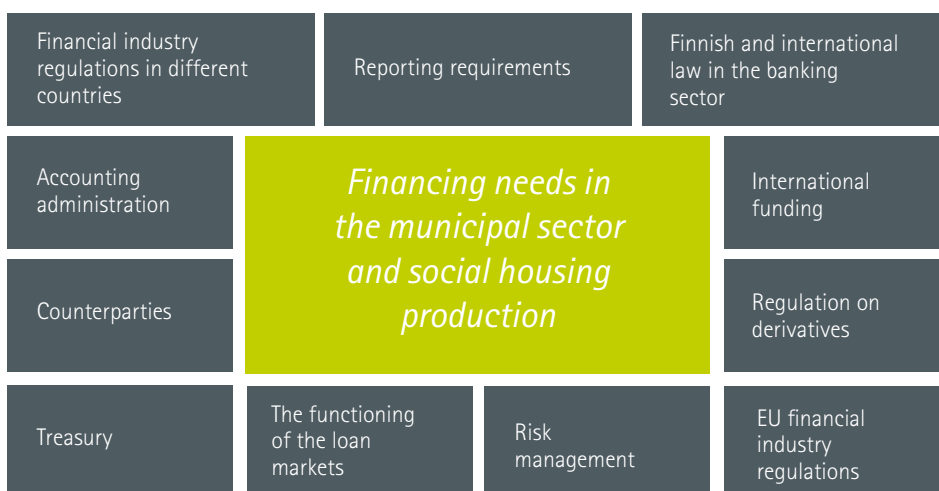 Financial industry
regulations in different
countries
Reporting requirements
Finnish and international
law in the banking
sector
Accounting
administration
Financing needs in
the municipal sector
and social housing
production
International
funding
Counterparties
Regulation on
derivatives
Treasury
The functioning
of the loan
markets
Risk
management
EU financial
industry
regulations